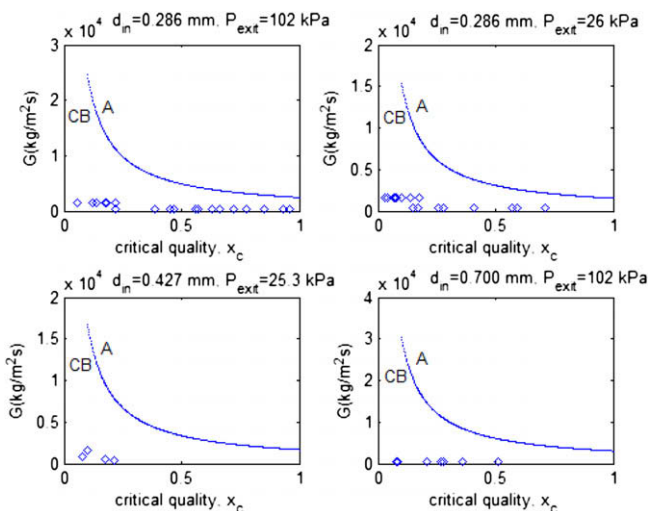 × 10^4 d_in=0.286 mm. P_exit=102 kPa
3
2
1
0
G(kg/m²s)
CB A
0 0.5 1
critical quality. x_c
× 10^4 d_in=0.286 mm. P_exit=26 kPa
2
1.5
1
0.5
0
G(kg/m²s)
CB A
0 0.5 1
critical quality. x_c
× 10^4 d_in=0.427 mm. P_exit=25.3 kPa
2
1.5
1
0.5
0
G(kg/m²s)
CB A
0 0.5 1
critical quality. x_c
× 10^4 d_in=0.700 mm. P_exit=102 kPa
4
3
2
1
0
G(kg/m²s)
CB A
0 0.5 1
critical quality. x_c